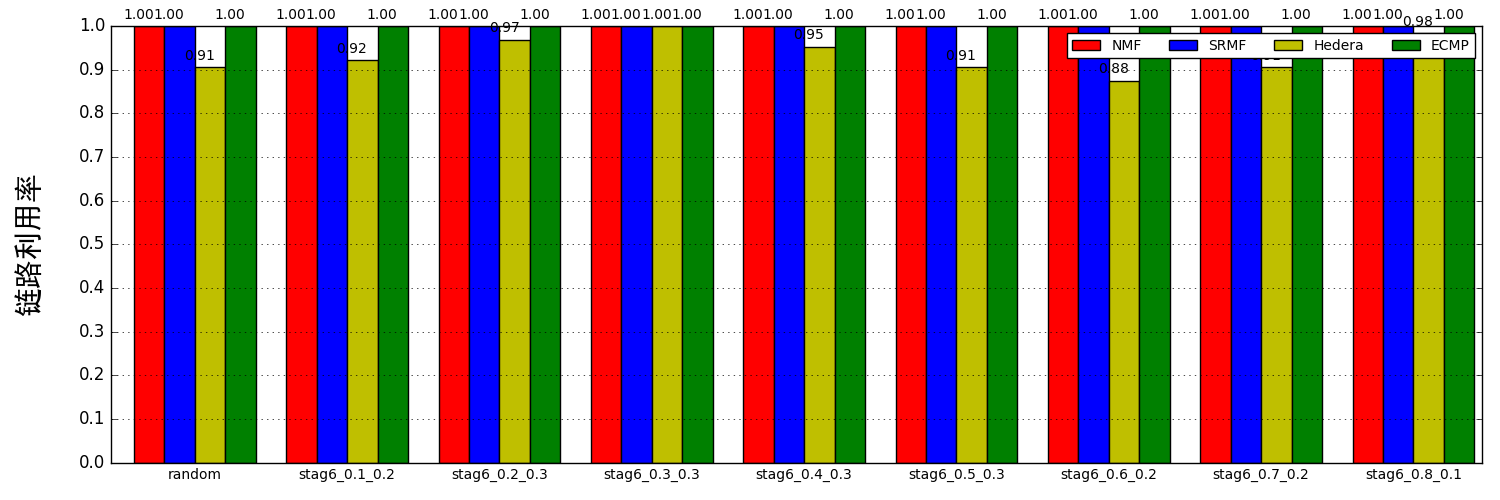 1.00 1.00 1.00 1.00 1.00 1.00 1.00 1.00 1.00 1.00 1.00 1.00 1.00 1.00 1.00 1.00 1.00 1.00 1.00 1.00 1.00 1.00 1.00 1.00 1.00 1.00 0.98 1.00
0.91 0.92 0.97 0.95 0.91 0.88
NMF SRMF Hedera ECMP
1.0
0.9
0.8
0.7
0.6
0.5
0.4
0.3
0.2
0.1
0.0
链路利用率
random stag6_0.1_0.2 stag6_0.2_0.3 stag6_0.3_0.3 stag6_0.4_0.3 stag6_0.5_0.3 stag6_0.6_0.2 stag6_0.7_0.2 stag6_0.8_0.1